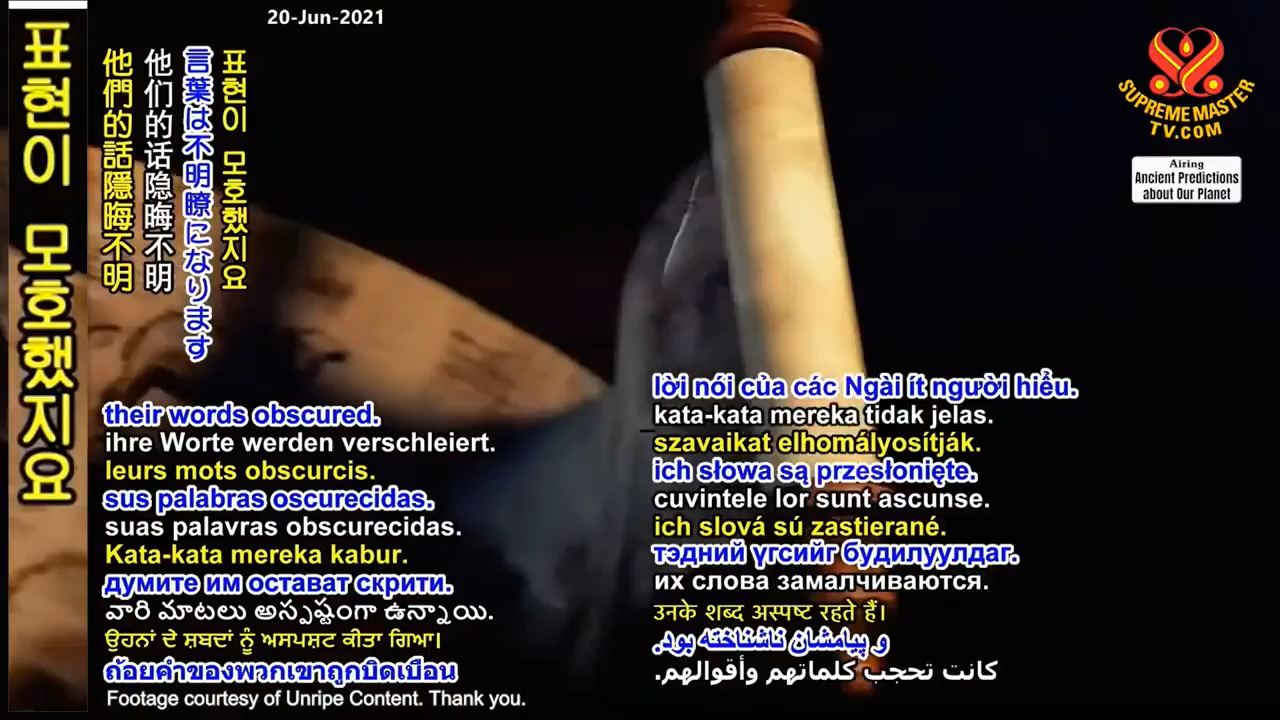 20-Jun-2021
표현이 모호했지요
他們的話隱晦不明
他们的话隐晦不明
言葉は不明瞭になります
표현이 모호했지요
SUPREME MASTER
TV.COM
Airing
Ancient Predictions
about Our Planet
their words obscured.
ihre Worte werden verschleiert.
leurs mots obscurcis.
sus palabras oscurecidas.
suas palavras obscurecidas.
Kata-kata mereka kabur.
думите им остават скрити.
వారి మాటలు అస్పష్టంగా ఉన్నాయి.
ਉਹਨਾਂ ਦੇ ਸ਼ਬਦਾਂ ਨੂੰ ਅਸਪਸ਼ਟ ਕੀਤਾ ਗਿਆ।
ถ้อยคำของพวกเขาถูกบิดเบือน
Footage courtesy of Unripe Content. Thank you.
lời nói của các Ngài ít người hiểu.
kata-kata mereka tidak jelas.
szavaikat elhomályosítják.
ich słowa są przesłonięte.
cuvintele lor sunt ascunse.
ich slová sú zastierané.
тэдний үгсийг будилуулдаг.
их слова замалчиваются.
उनके शब्द अस्पष्ट रहते हैं।
و پیامشان ناشناخته بود.
كانت تحجب كلماتهم وأقوالهم.